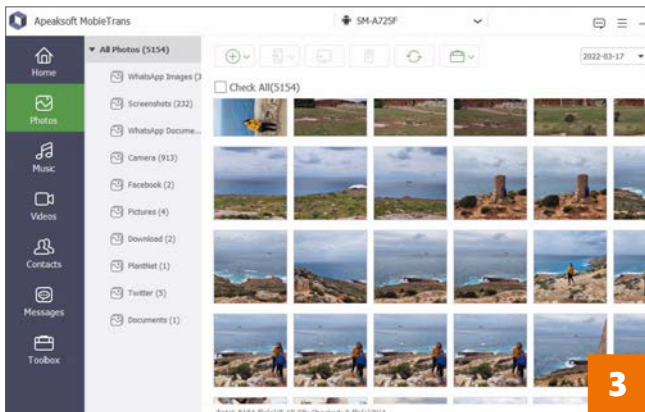 Apeaksoft MobieTrans
SM-A725F
Home
Photos
Music
Videos
Contacts
Messages
Toolbox
All Photos (5154)
WhatsApp Images (3
Screenshots (232)
WhatsApp Docume...
Camera (913)
Facebook (2)
Pictures (4)
Download (2)
PlantNet (1)
Twitter (5)
Documents (1)
2022-03-17
Check All(5154)
3